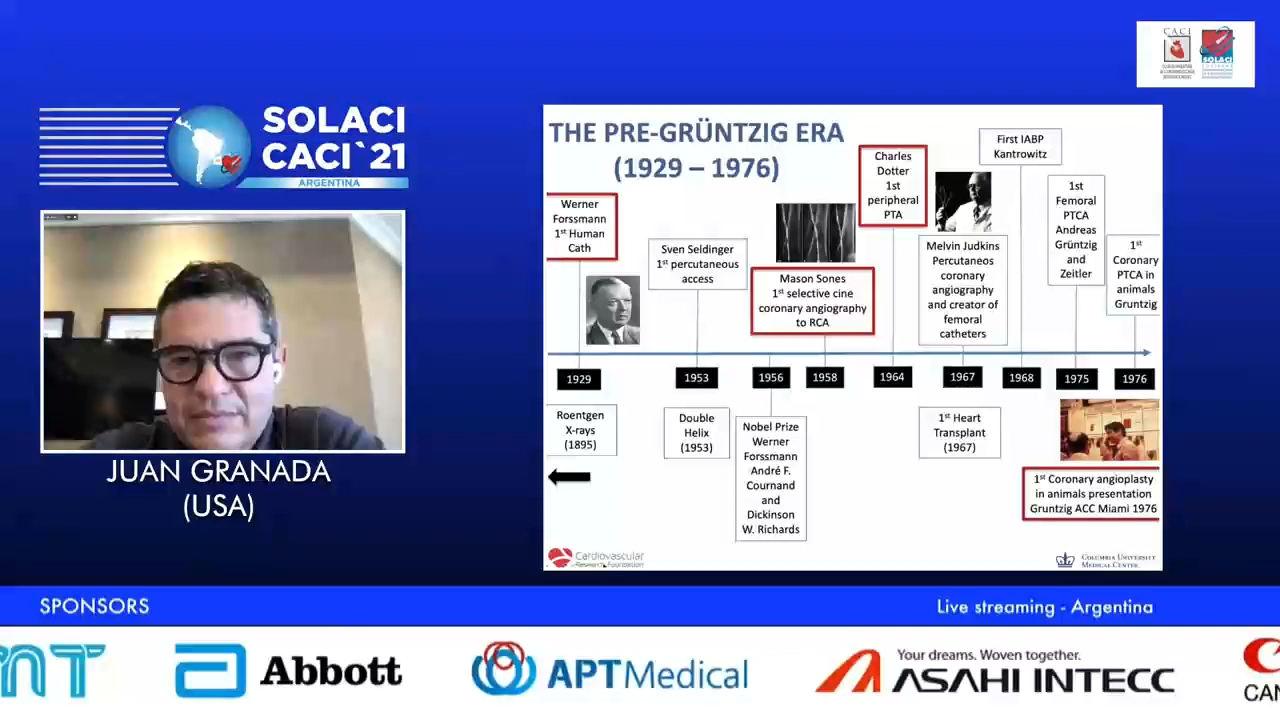 CACI
SOLACI
SOLACI
CACI`21
ARGENTINA
JUAN GRANADA
(USA)
THE PRE-GRÜNTZIG ERA
(1929 – 1976)
Werner
Forssmann
1st Human
Cath
Sven Seldinger
1st percutaneous
access
Mason Sones
1st selective cine
coronary angiography
to RCA
Charles
Dotter
1st
peripheral
PTA
Melvin Judkins
Percutaneos
coronary
angiography
and creator of
femoral
catheters
First IABP
Kantrowitz
1st
Femoral
PTCA
Andreas
Grüntzig
and
Zeitler
1st
Coronary
PTCA in
animals
Gruntzig
1929
1953
1956
1958
1964
1967
1968
1975
1976
Roentgen
X-rays
(1895)
Double
Helix
(1953)
Nobel Prize
Werner
Forssmann
André F.
Cournand
and
Dickinson
W. Richards
1st Heart
Transplant
(1967)
1st Coronary angioplasty
in animals presentation
Gruntzig ACC Miami 1976
Cardiovascular
Research Foundation
COLUMBIA UNIVERSITY
MEDICAL CENTER
SPONSORS
Live streaming - Argentina
Abbott
APT Medical
Your dreams. Woven together.
ASAHI INTECC